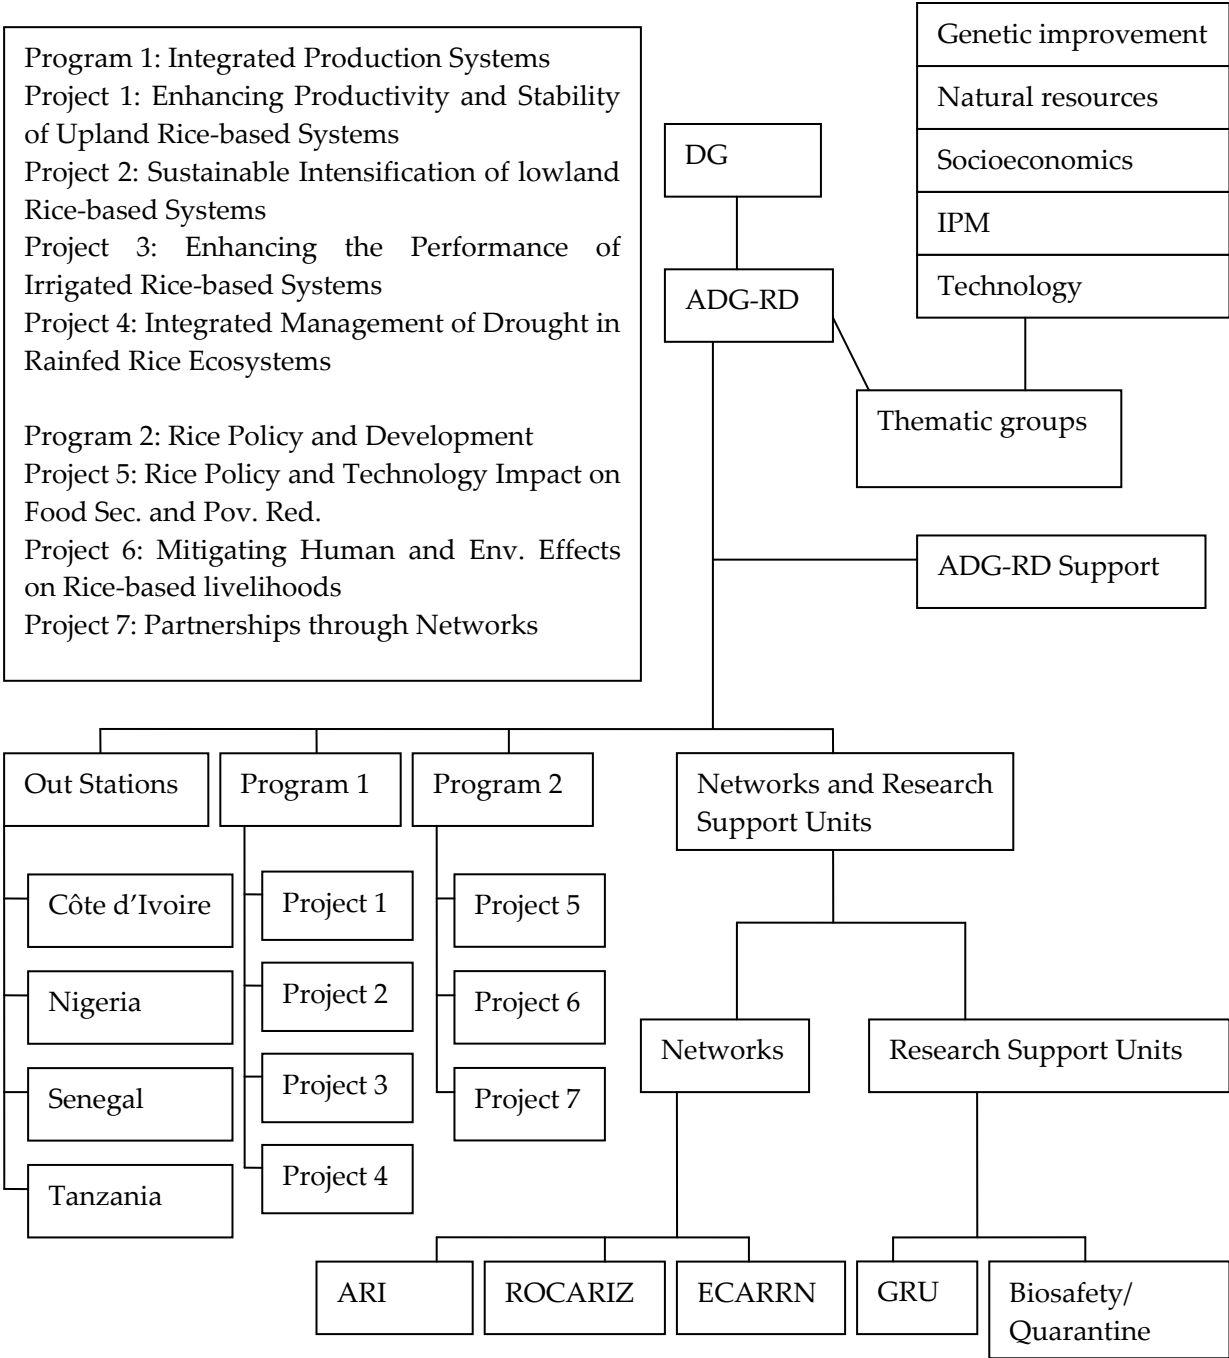 Program 1: Integrated Production Systems
Project 1: Enhancing Productivity and Stability
of Upland Rice-based Systems
Project 2: Sustainable Intensification of lowland
Rice-based Systems
Project 3: Enhancing the Performance of
Irrigated Rice-based Systems
Project 4: Integrated Management of Drought in
Rainfed Rice Ecosystems
Program 2: Rice Policy and Development
Project 5: Rice Policy and Technology Impact on
Food Sec. and Pov. Red.
Project 6: Mitigating Human and Env. Effects
on Rice-based livelihoods
Project 7: Partnerships through Networks
DG
ADG-RD
Genetic improvement
Natural resources
Socioeconomics
IPM
Technology
Thematic groups
ADG-RD Support
Out Stations
Côte d’Ivoire
Nigeria
Senegal
Tanzania
Program 1
Project 1
Project 2
Project 3
Project 4
Program 2
Project 5
Project 6
Project 7
Networks and Research
Support Units
Networks
Research Support Units
ARI
ROCARIZ
ECARRN
GRU
Biosafety/
Quarantine